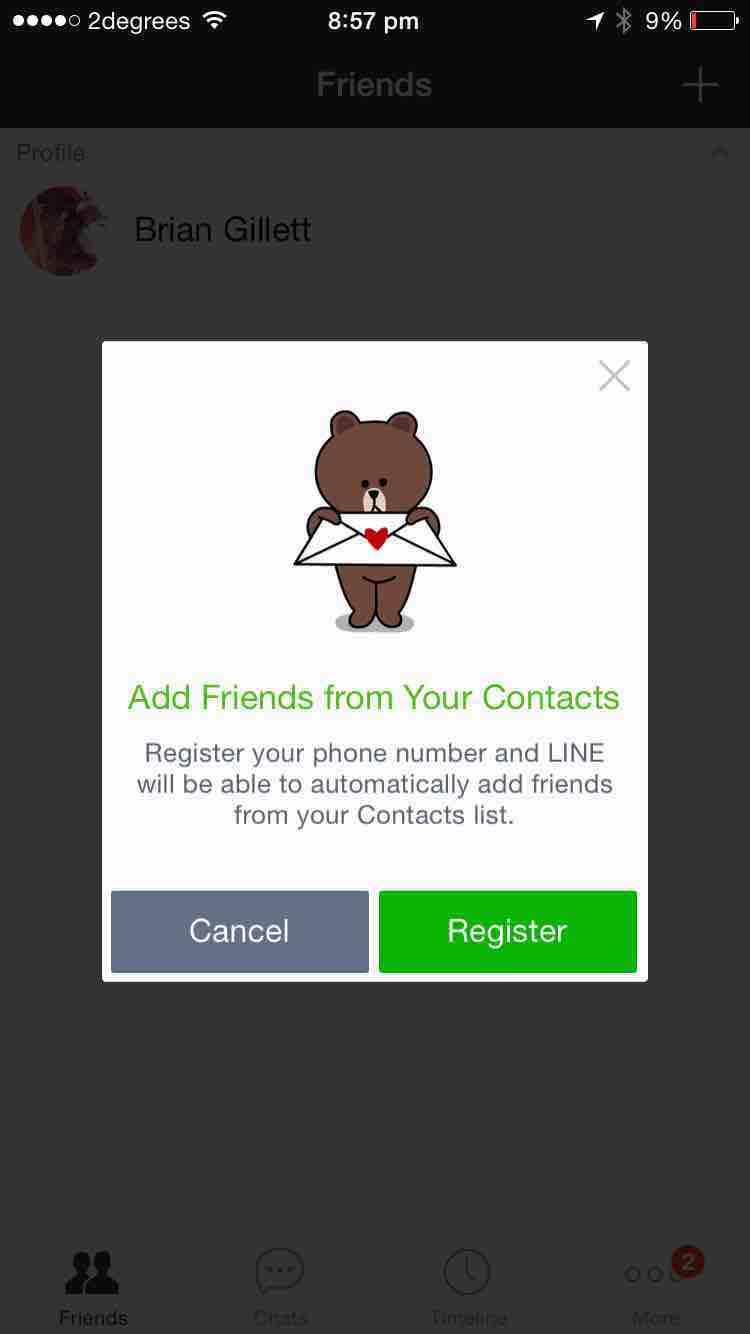 2degrees 8:57 pm 9%
Friends
Profile
Brian Gillett
Add Friends from Your Contacts
Register your phone number and LINE
will be able to automatically add friends
from your Contacts list.
Cancel Register
2
Friends Chats Timeline More